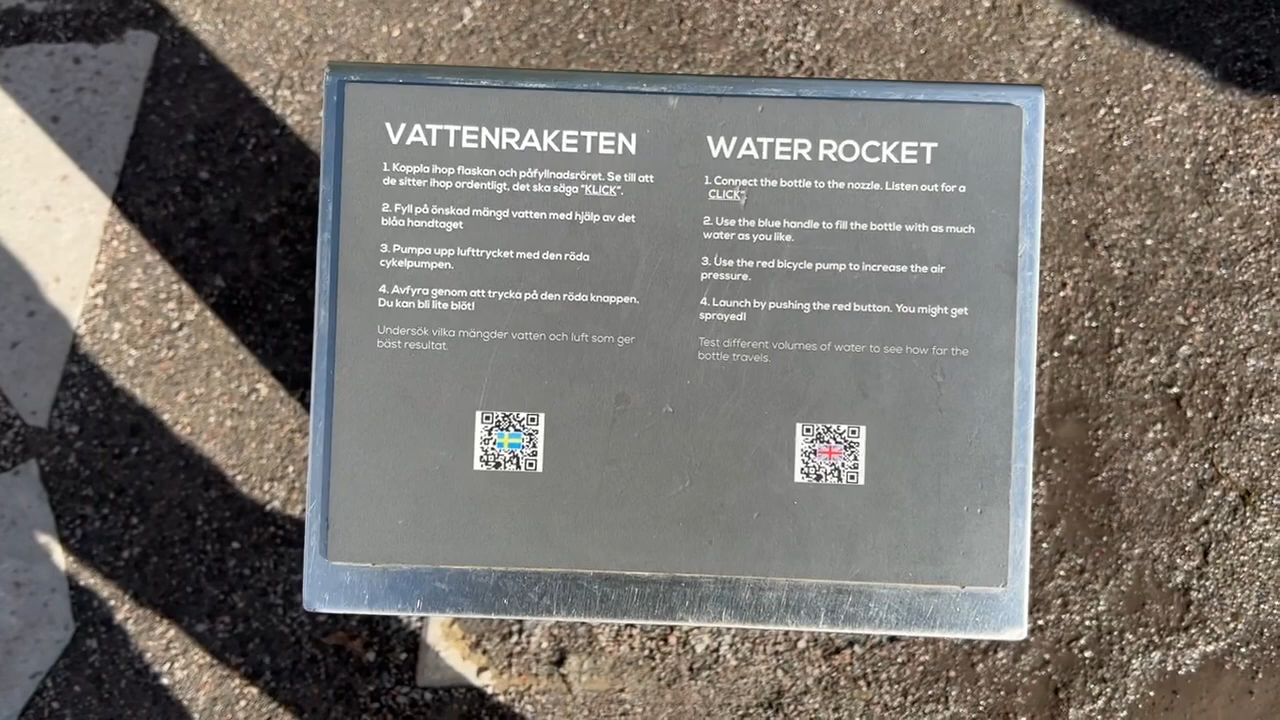 VATTENRAKETEN
1. Koppla ihop flaskan och påfyllnadsröret. Se till att
de sitter ihop ordentligt, det ska säga "KLICK".
2. Fyll på önskad mängd vatten med hjälp av det
blåa handtaget
3. Pumpa upp lufttrycket med den röda
cykelpumpen.
4. Avfyra genom att trycka på den röda knappen.
Du kan bli lite blöt!
Undersök vilka mängder vatten och luft som ger
bäst resultat.
WATER ROCKET
1. Connect the bottle to the nozzle. Listen out for a
CLICK".
2. Use the blue handle to fill the bottle with as much
water as you like.
3. Use the red bicycle pump to increase the air
pressure.
4. Launch by pushing the red button. You might get
sprayed!
Test different volumes of water to see how far the
bottle travels.